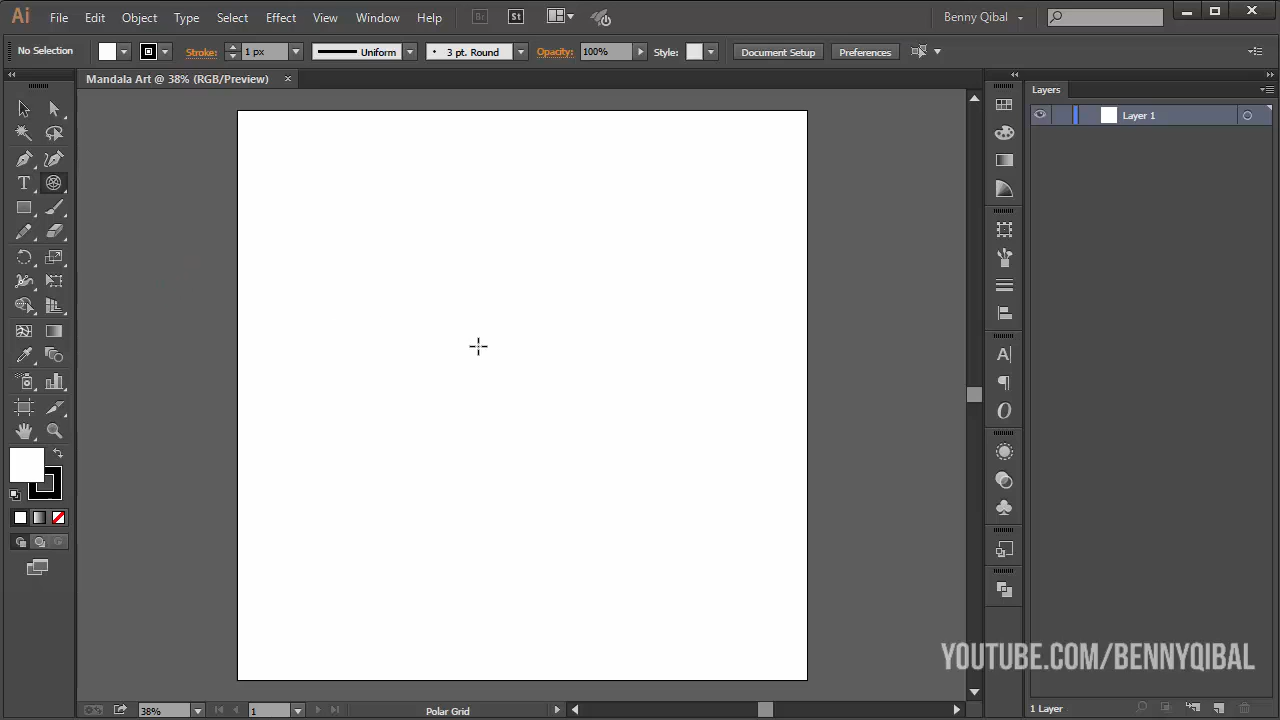 Ai File Edit Object Type Select Effect View Window Help Br St Benny Qibal
No Selection Stroke: 1 px Uniform 3 pt. Round Opacity: 100% Style: Document Setup Preferences
Mandala Art @ 38% (RGB/Preview) ×
Layers
Layer 1
YOUTUBE.COM/BENNYQIBAL
38% 1 Polar Grid 1 Layer